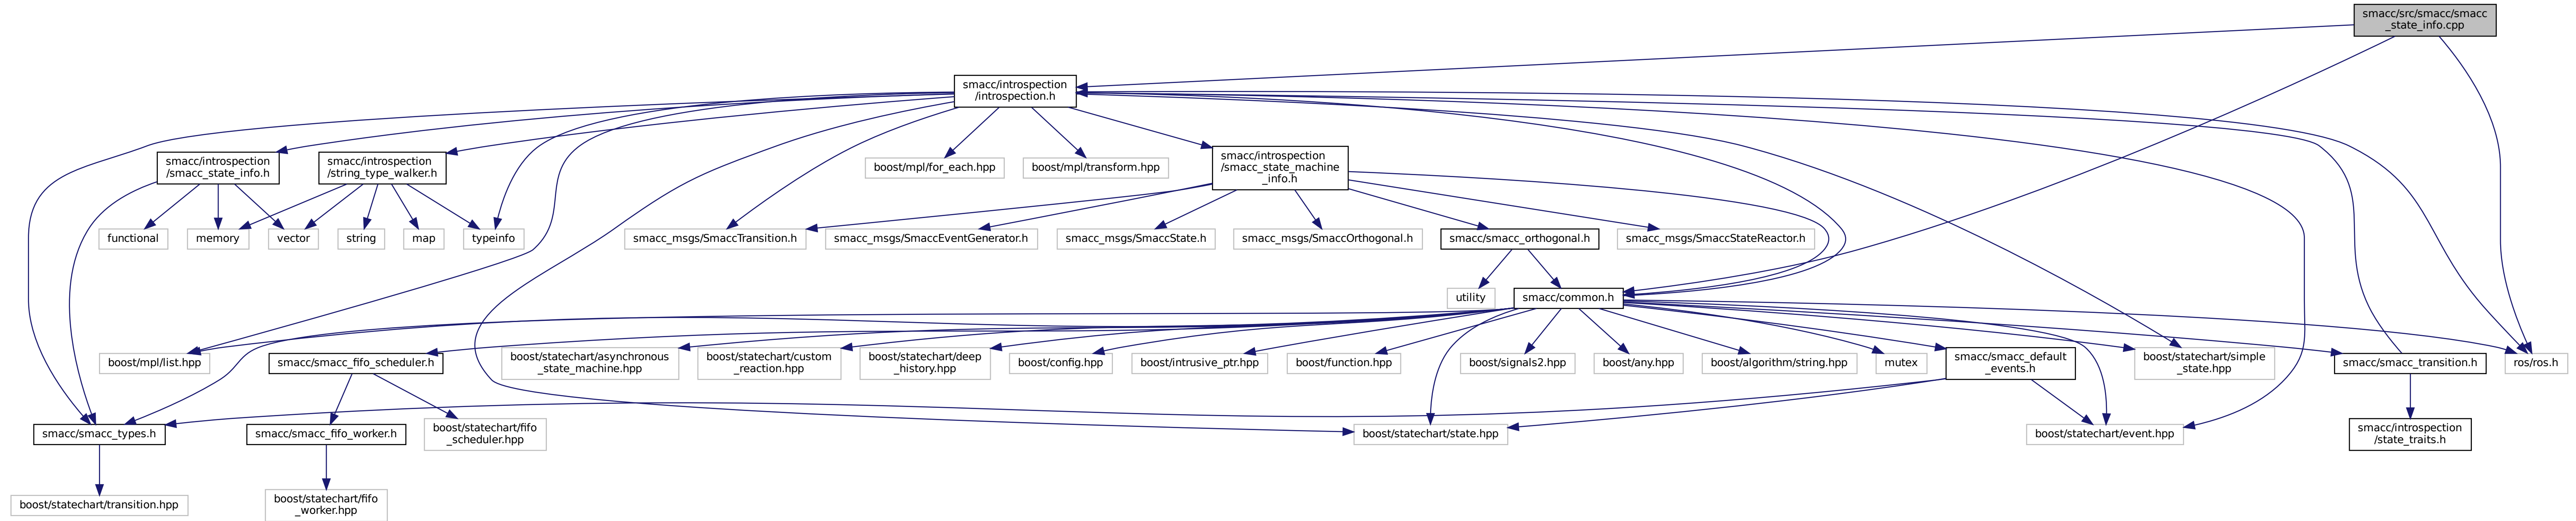 smacc/src/smacc/smacc
_state_info.cpp
smacc/introspection
/introspection.h
smacc/introspection
/smacc_state_info.h
smacc/introspection
/string_type_walker.h
boost/mpl/for_each.hpp
boost/mpl/transform.hpp
smacc/introspection
/smacc_state_machine
_info.h
functional
memory
vector
string
map
typeinfo
smacc_msgs/SmaccTransition.h
smacc_msgs/SmaccEventGenerator.h
smacc_msgs/SmaccState.h
smacc_msgs/SmaccOrthogonal.h
smacc/smacc_orthogonal.h
smacc_msgs/SmaccStateReactor.h
utility
smacc/common.h
boost/mpl/list.hpp
smacc/smacc_fifo_scheduler.h
boost/statechart/asynchronous
_state_machine.hpp
boost/statechart/custom
_reaction.hpp
boost/statechart/deep
_history.hpp
boost/config.hpp
boost/intrusive_ptr.hpp
boost/function.hpp
boost/signals2.hpp
boost/any.hpp
boost/algorithm/string.hpp
mutex
smacc/smacc_default
_events.h
boost/statechart/simple
_state.hpp
smacc/smacc_transition.h
ros/ros.h
smacc/smacc_types.h
smacc/smacc_fifo_worker.h
boost/statechart/fifo
_scheduler.hpp
boost/statechart/state.hpp
boost/statechart/event.hpp
smacc/introspection
/state_traits.h
boost/statechart/transition.hpp
boost/statechart/fifo
_worker.hpp